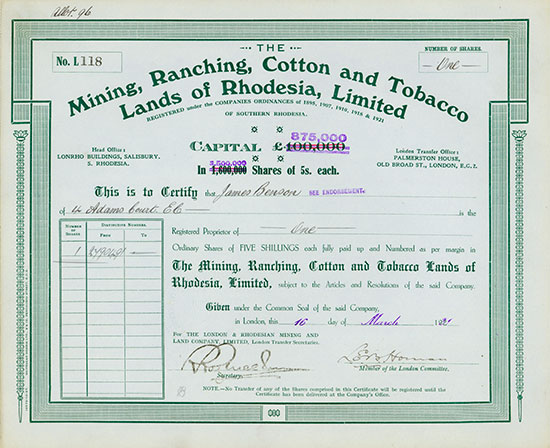 Allot. 96
THE
No. L118
NUMBER OF SHARES.
One
Mining, Ranching, Cotton and Tobacco
Lands of Rhodesia, Limited
REGISTERED under the COMPANIES ORDINANCES of 1895, 1907, 1910, 1918 & 1921
OF SOUTHERN RHODESIA.
875,000
CAPITAL £400,000
Head Office:
LONRHO BUILDINGS, SALISBURY,
S. RHODESIA.
London Transfer Office:
PALMERSTON HOUSE,
OLD BROAD ST., LONDON, E.C.2.
3,500,000
In 1,600,000 Shares of 5s. each.
This is to Certify that James Benson SEE ENDORSEMENT.
of 4 Adams Court. E.C. is the
Registered Proprietor of One
NUMBER OF SHARES
DISTINCTIVE NUMBERS.
FROM TO
1
Ordinary Shares of FIVE SHILLINGS each fully paid up and Numbered as per margin in
The Mining, Ranching, Cotton and Tobacco Lands of
Rhodesia, Limited, subject to the Articles and Resolutions of the said Company.
Given under the Common Seal of the said Company,
in London, this 16 day of March 192
For THE LONDON & RHODESIAN MINING AND
LAND COMPANY, LIMITED, London Transfer Secretaries.
Secretary.
Member of the London Committee.
NOTE.—No Transfer of any of the Shares comprised in this Certificate will be registered until the
Certificate has been delivered at the Company's Office.